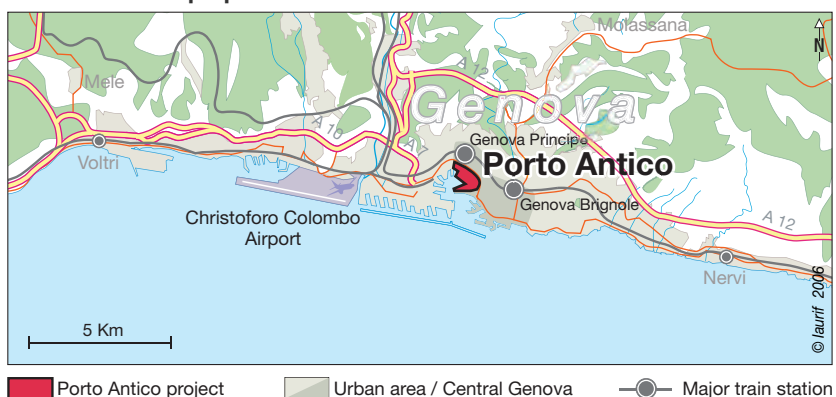 Molassana
N
Mele
A 12
Genova
A 10
A 7
Genova Principe
Porto Antico
Voltri
Genova Brignole
Christoforo Colombo
Airport
A 12
Nervi
5 Km
© Iaurif 2006
Porto Antico project
Urban area / Central Genova
Major train station